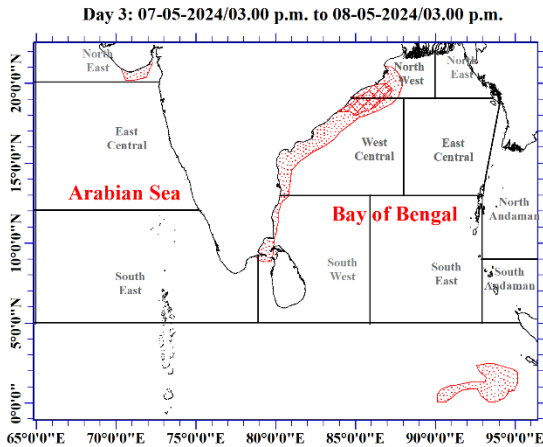 Day 3: 07-05-2024/03.00 p.m. to 08-05-2024/03.00 p.m.
North
East
North
West
North
East
20°0'0"N
East
Central
West
Central
East
Central
15°0'0"N
Arabian Sea
Bay of Bengal
North
Andaman
10°0'0"N
South
East
South
West
South
East
South
Andaman
5°0'0"N
0°0'0"
65°0'0"E 70°0'0"E 75°0'0"E 80°0'0"E 85°0'0"E 90°0'0"E 95°0'0"E